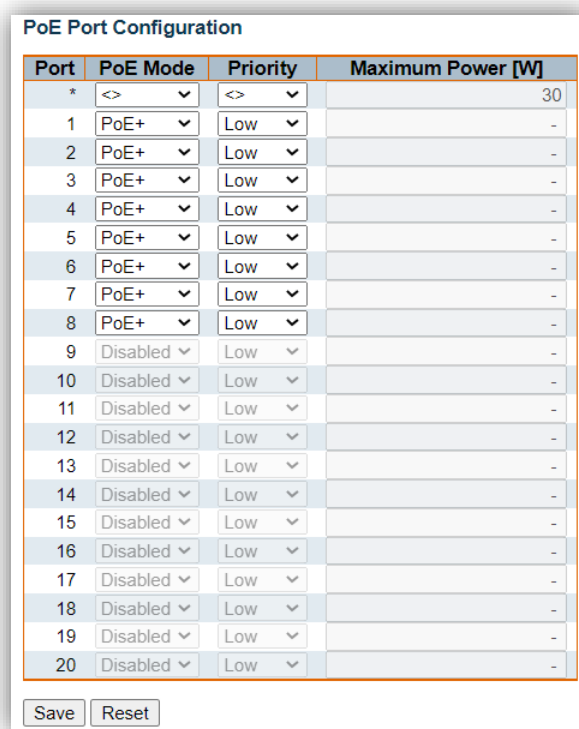 PoE Port Configuration
Port PoE Mode Priority Maximum Power [W]
* <> <> 30
1 PoE+ Low -
2 PoE+ Low -
3 PoE+ Low -
4 PoE+ Low -
5 PoE+ Low -
6 PoE+ Low -
7 PoE+ Low -
8 PoE+ Low -
9 Disabled Low -
10 Disabled Low -
11 Disabled Low -
12 Disabled Low -
13 Disabled Low -
14 Disabled Low -
15 Disabled Low -
16 Disabled Low -
17 Disabled Low -
18 Disabled Low -
19 Disabled Low -
20 Disabled Low -
Save Reset